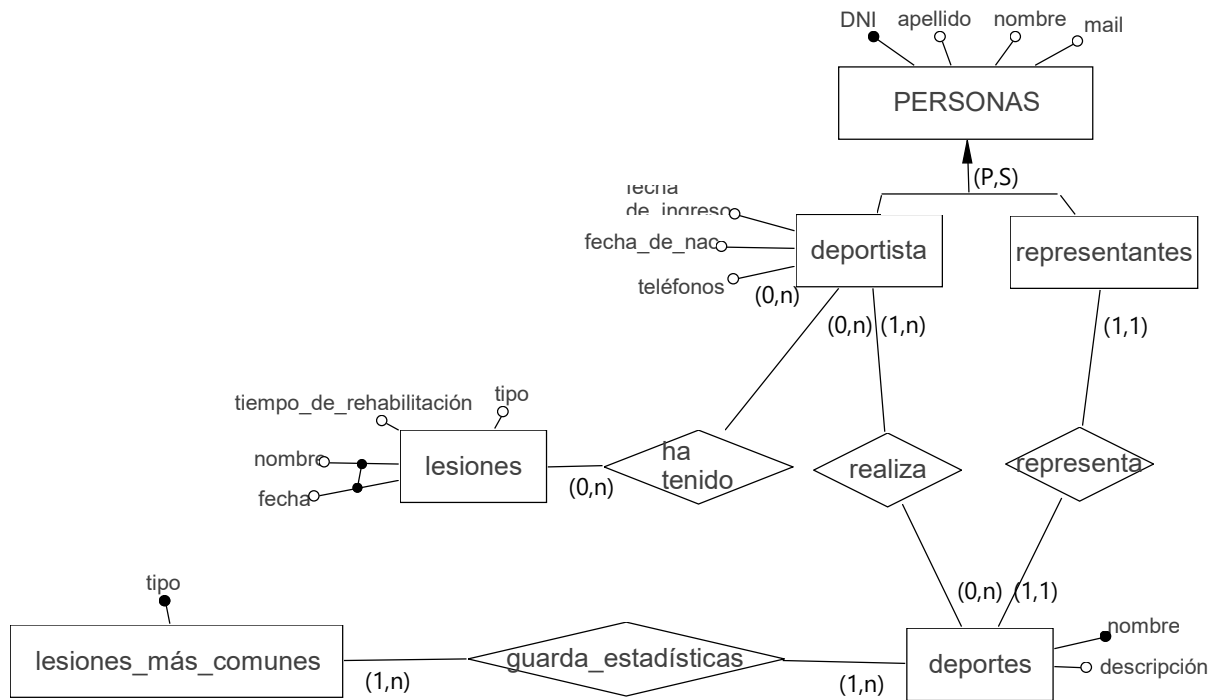 DNI
apellido
nombre
mail
PERSONAS
(P,S)
fecha
de_ingreso
fecha_de_nac
teléfonos
deportista
representantes
(0,n)
(0,n)
(1,n)
(1,1)
tiempo_de_rehabilitación
tipo
nombre
fecha
lesiones
(0,n)
ha
tenido
realiza
representa
(0,n)
(1,1)
tipo
lesiones_más_comunes
(1,n)
guarda_estadísticas
(1,n)
deportes
nombre
descripción